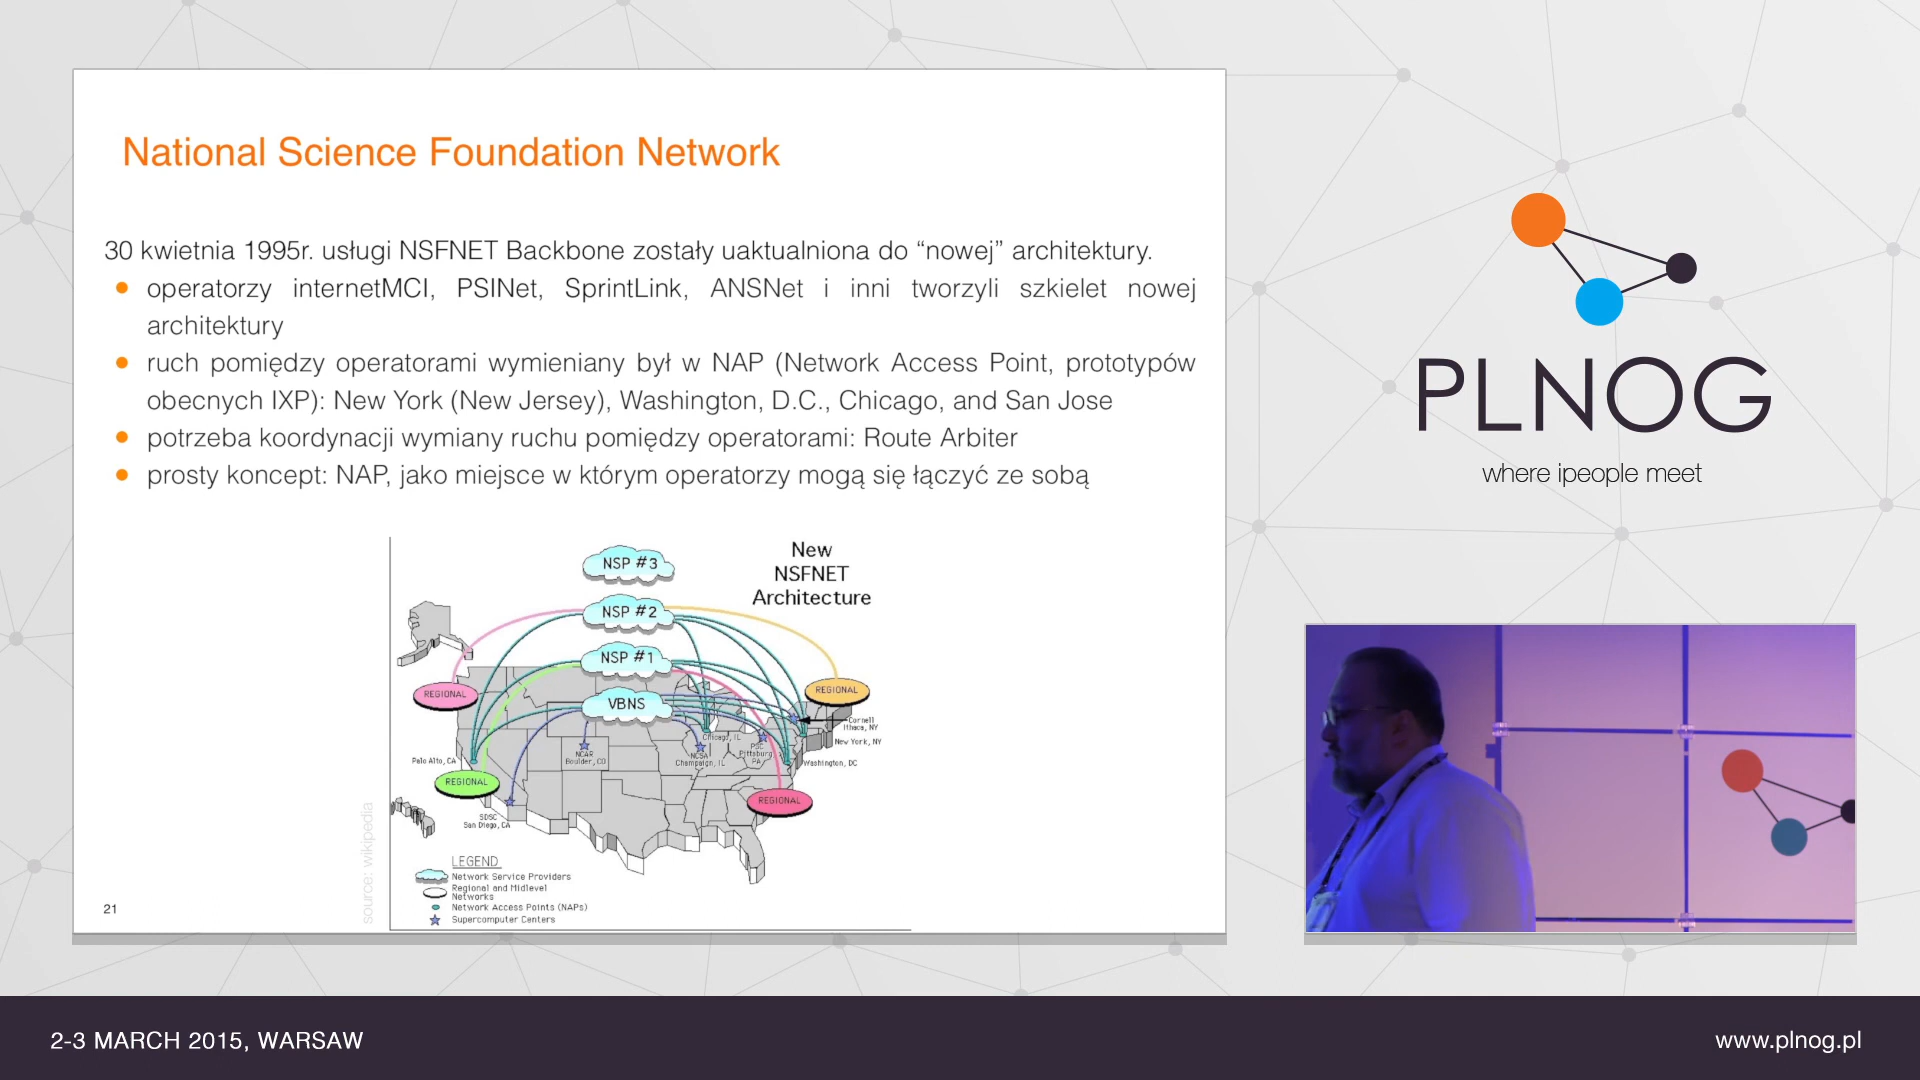 National Science Foundation Network
30 kwietnia 1995r. usługi NSFNET Backbone zostały uaktualniona do “nowej” architektury.
operatorzy internetMCI, PSINet, SprintLink, ANSNet i inni tworzyli szkielet nowej
architektury
ruch pomiędzy operatorami wymieniany był w NAP (Network Access Point, prototypów
obecnych IXP): New York (New Jersey), Washington, D.C., Chicago, and San Jose
potrzeba koordynacji wymiany ruchu pomiędzy operatorami: Route Arbiter
prosty koncept: NAP, jako miejsce w którym operatorzy mogą się łączyć ze sobą
New
NSFNET
Architecture
NSP #3
NSP #2
NSP #1
VBNS
REGIONAL
REGIONAL
REGIONAL
REGIONAL
Cornell
Ithaca, NY
New York, NY
Washington, DC
Chicago, IL
PSC
Pittsburg
PA
NCSA
Champaign, IL
NCAR
Boulder, CO
Palo Alto, CA
SDSC
San Diego, CA
LEGEND
Network Service Providers
Regional and Midlevel
Networks
Network Access Points (NAPs)
Supercomputer Centers
source: wikipedia
21
PLNOG
where ipeople meet
2-3 MARCH 2015, WARSAW
www.plnog.pl